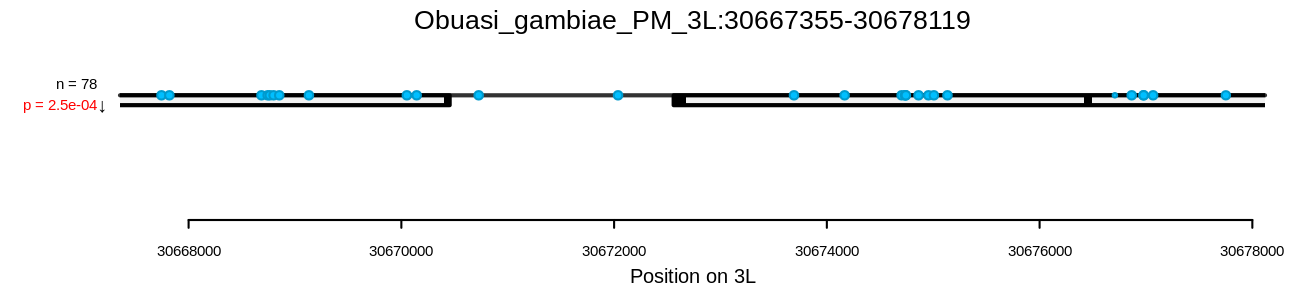 Obuasi_gambiae_PM_3L:30667355-30678119
n = 78
p = 2.5e-04↓
30668000 30670000 30672000 30674000 30676000 30678000
Position on 3L